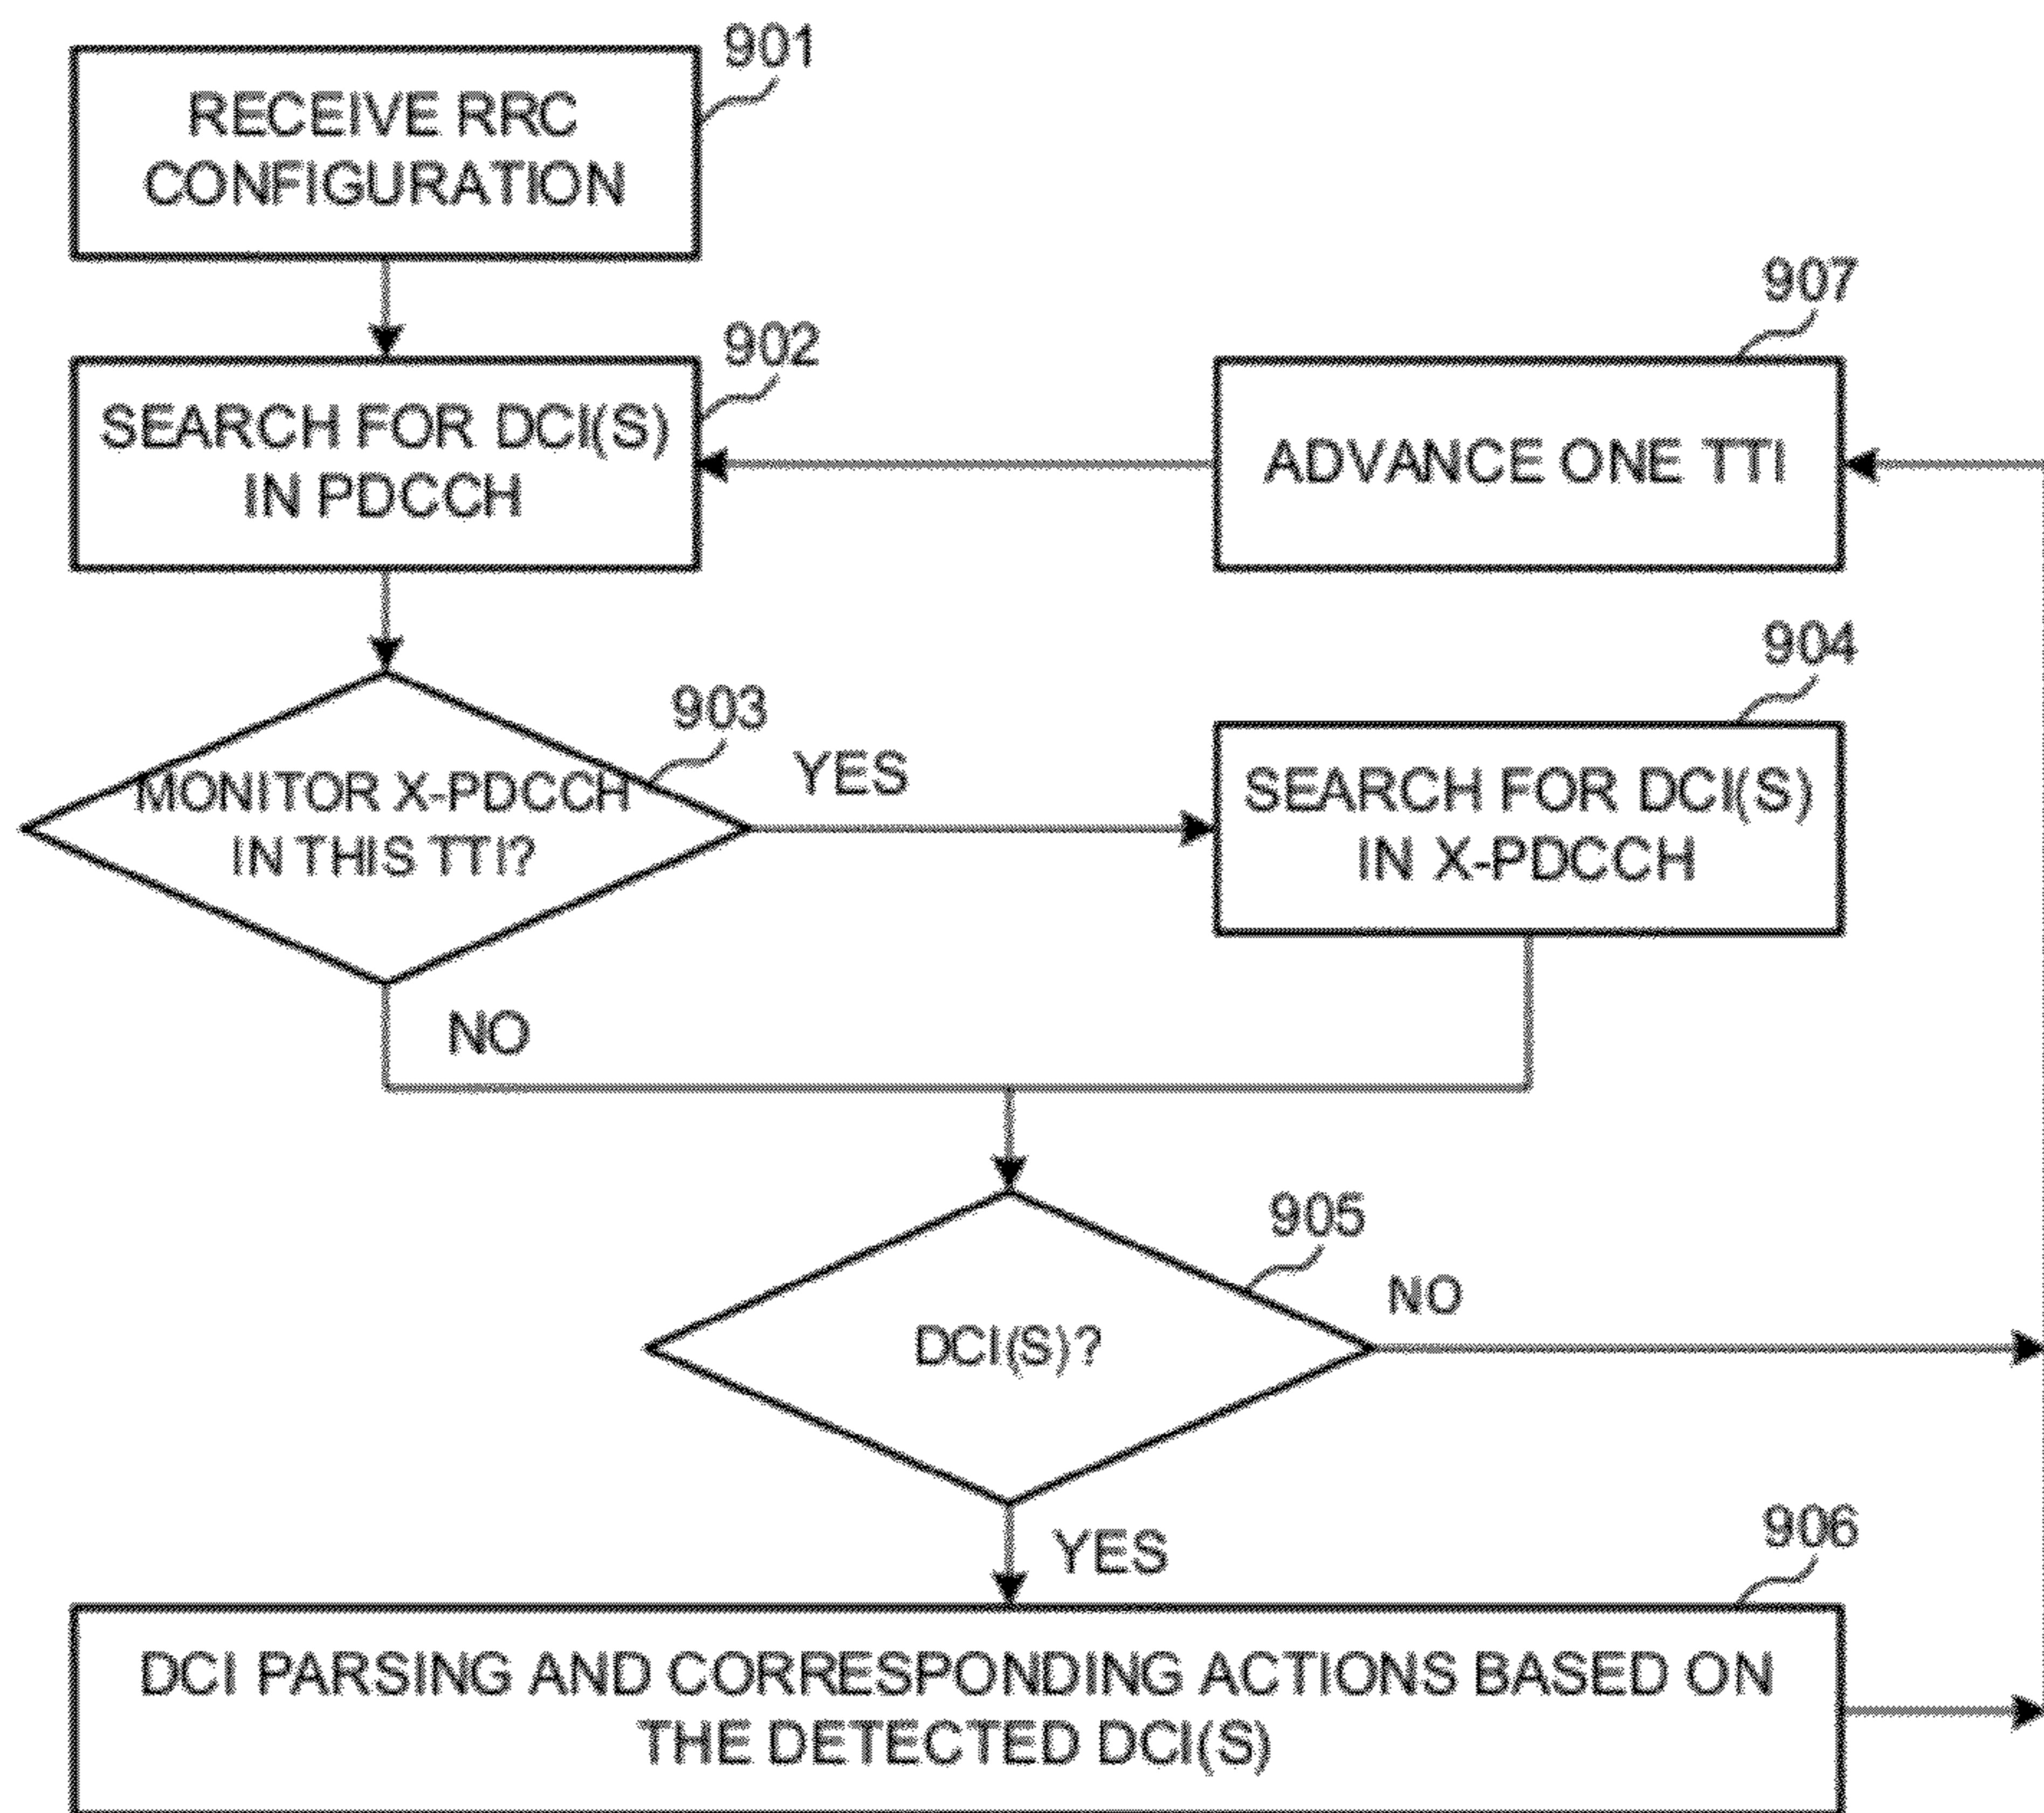 901
RECEIVE RRC
CONFIGURATION
907
902
SEARCH FOR DCI(S)
IN PDCCH
ADVANCE ONE TTI
904
903
MONITOR X-PDCCH
IN THIS TTI?
YES
SEARCH FOR DCI(S)
IN X-PDCCH
NO
905
DCI(S)?
NO
YES
906
DCI PARSING AND CORRESPONDING ACTIONS BASED ON
THE DETECTED DCI(S)